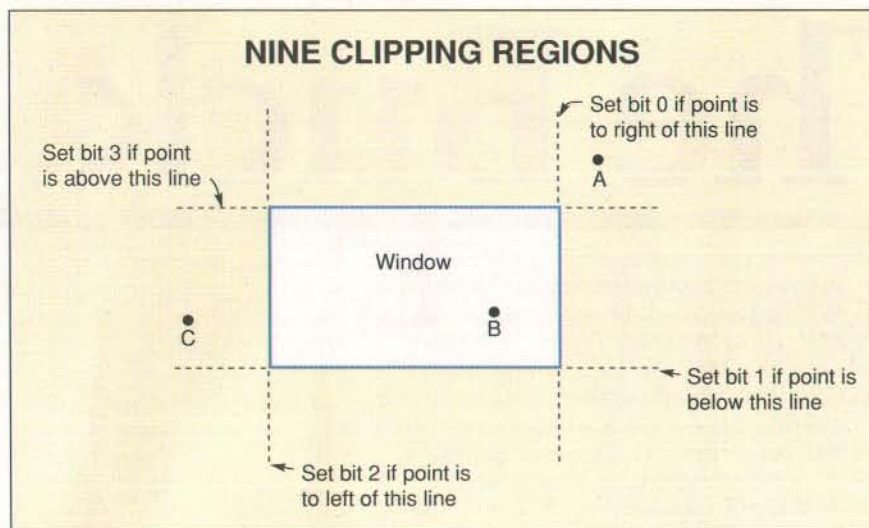 NINE CLIPPING REGIONS
Set bit 0 if point is
to right of this line
Set bit 3 if point
is above this line
A
Window
B
C
Set bit 1 if point is
below this line
Set bit 2 if point is
to left of this line